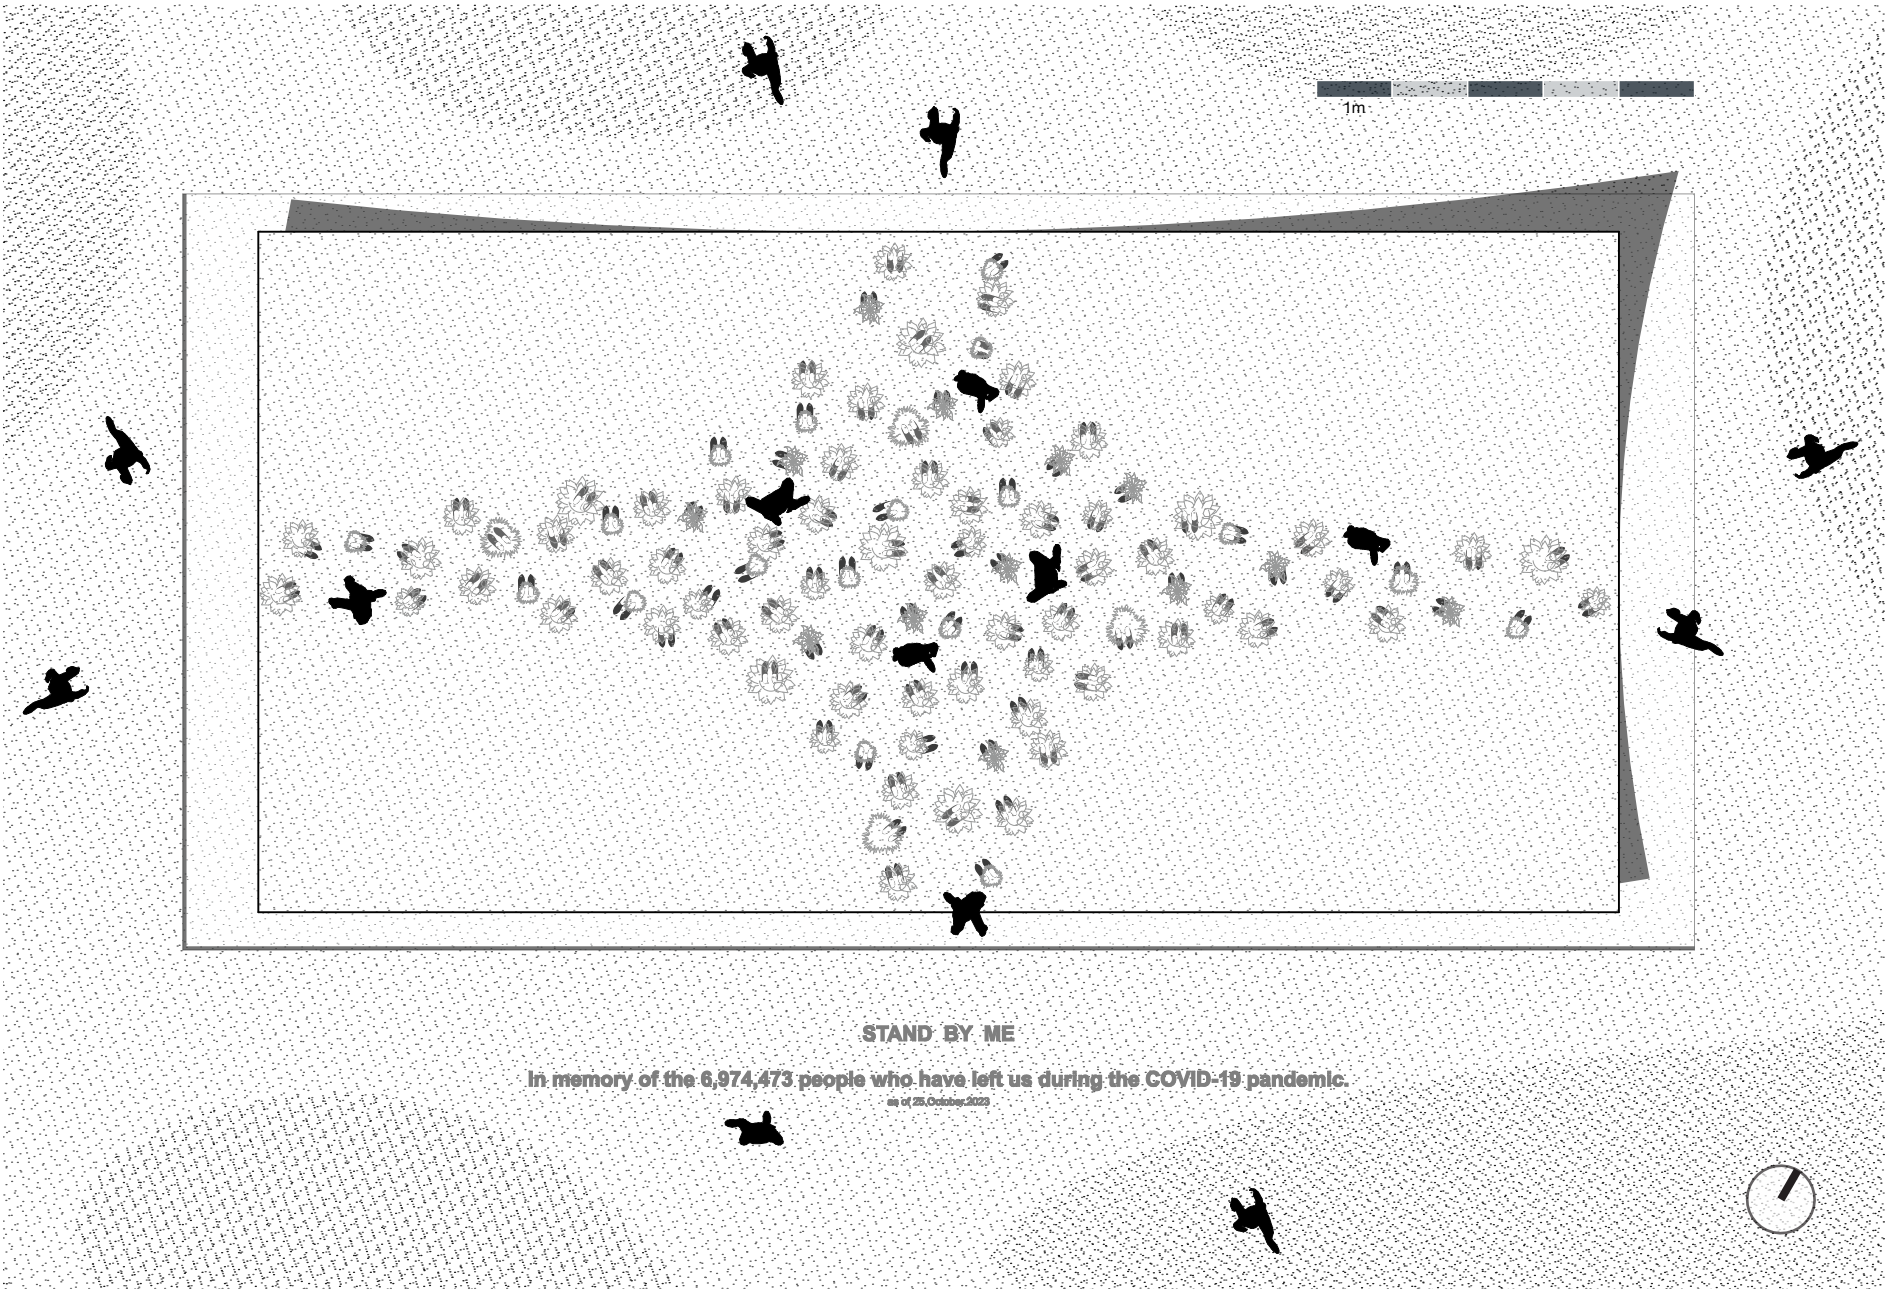 1m
STAND BY ME
In memory of the 6,974,473 people who have left us during the COVID-19 pandemic.
as of 25.October.2023